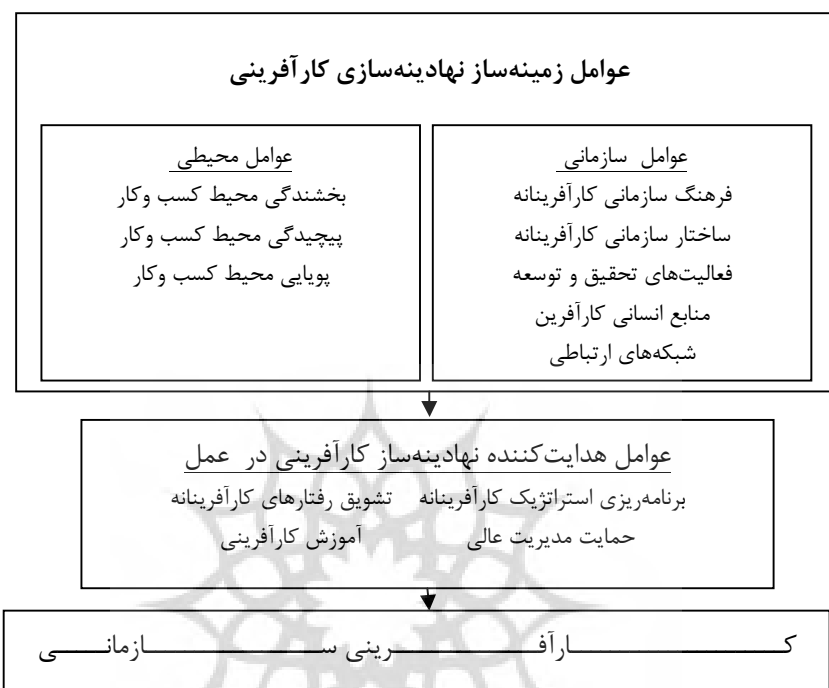 عوامل زمینه‌ساز نهادینه‌سازی کارآفرینی
عوامل سازمانی
فرهنگ سازمانی کارآفرینانه
ساختار سازمانی کارآفرینانه
فعالیت‌های تحقیق و توسعه
منابع انسانی کارآفرین
شبکه‌های ارتباطی
عوامل محیطی
بخشندگی محیط کسب وکار
پیچیدگی محیط کسب وکار
پویایی محیط کسب وکار
عوامل هدایت‌کننده نهادینه‌ساز کارآفرینی در عمل
برنامه‌ریزی استراتژیک کارآفرینانه تشویق رفتارهای کارآفرینانه
حمایت مدیریت عالی آموزش کارآفرینی
کـــــــارآفـــــــرینی ســـــــازمانـــــی